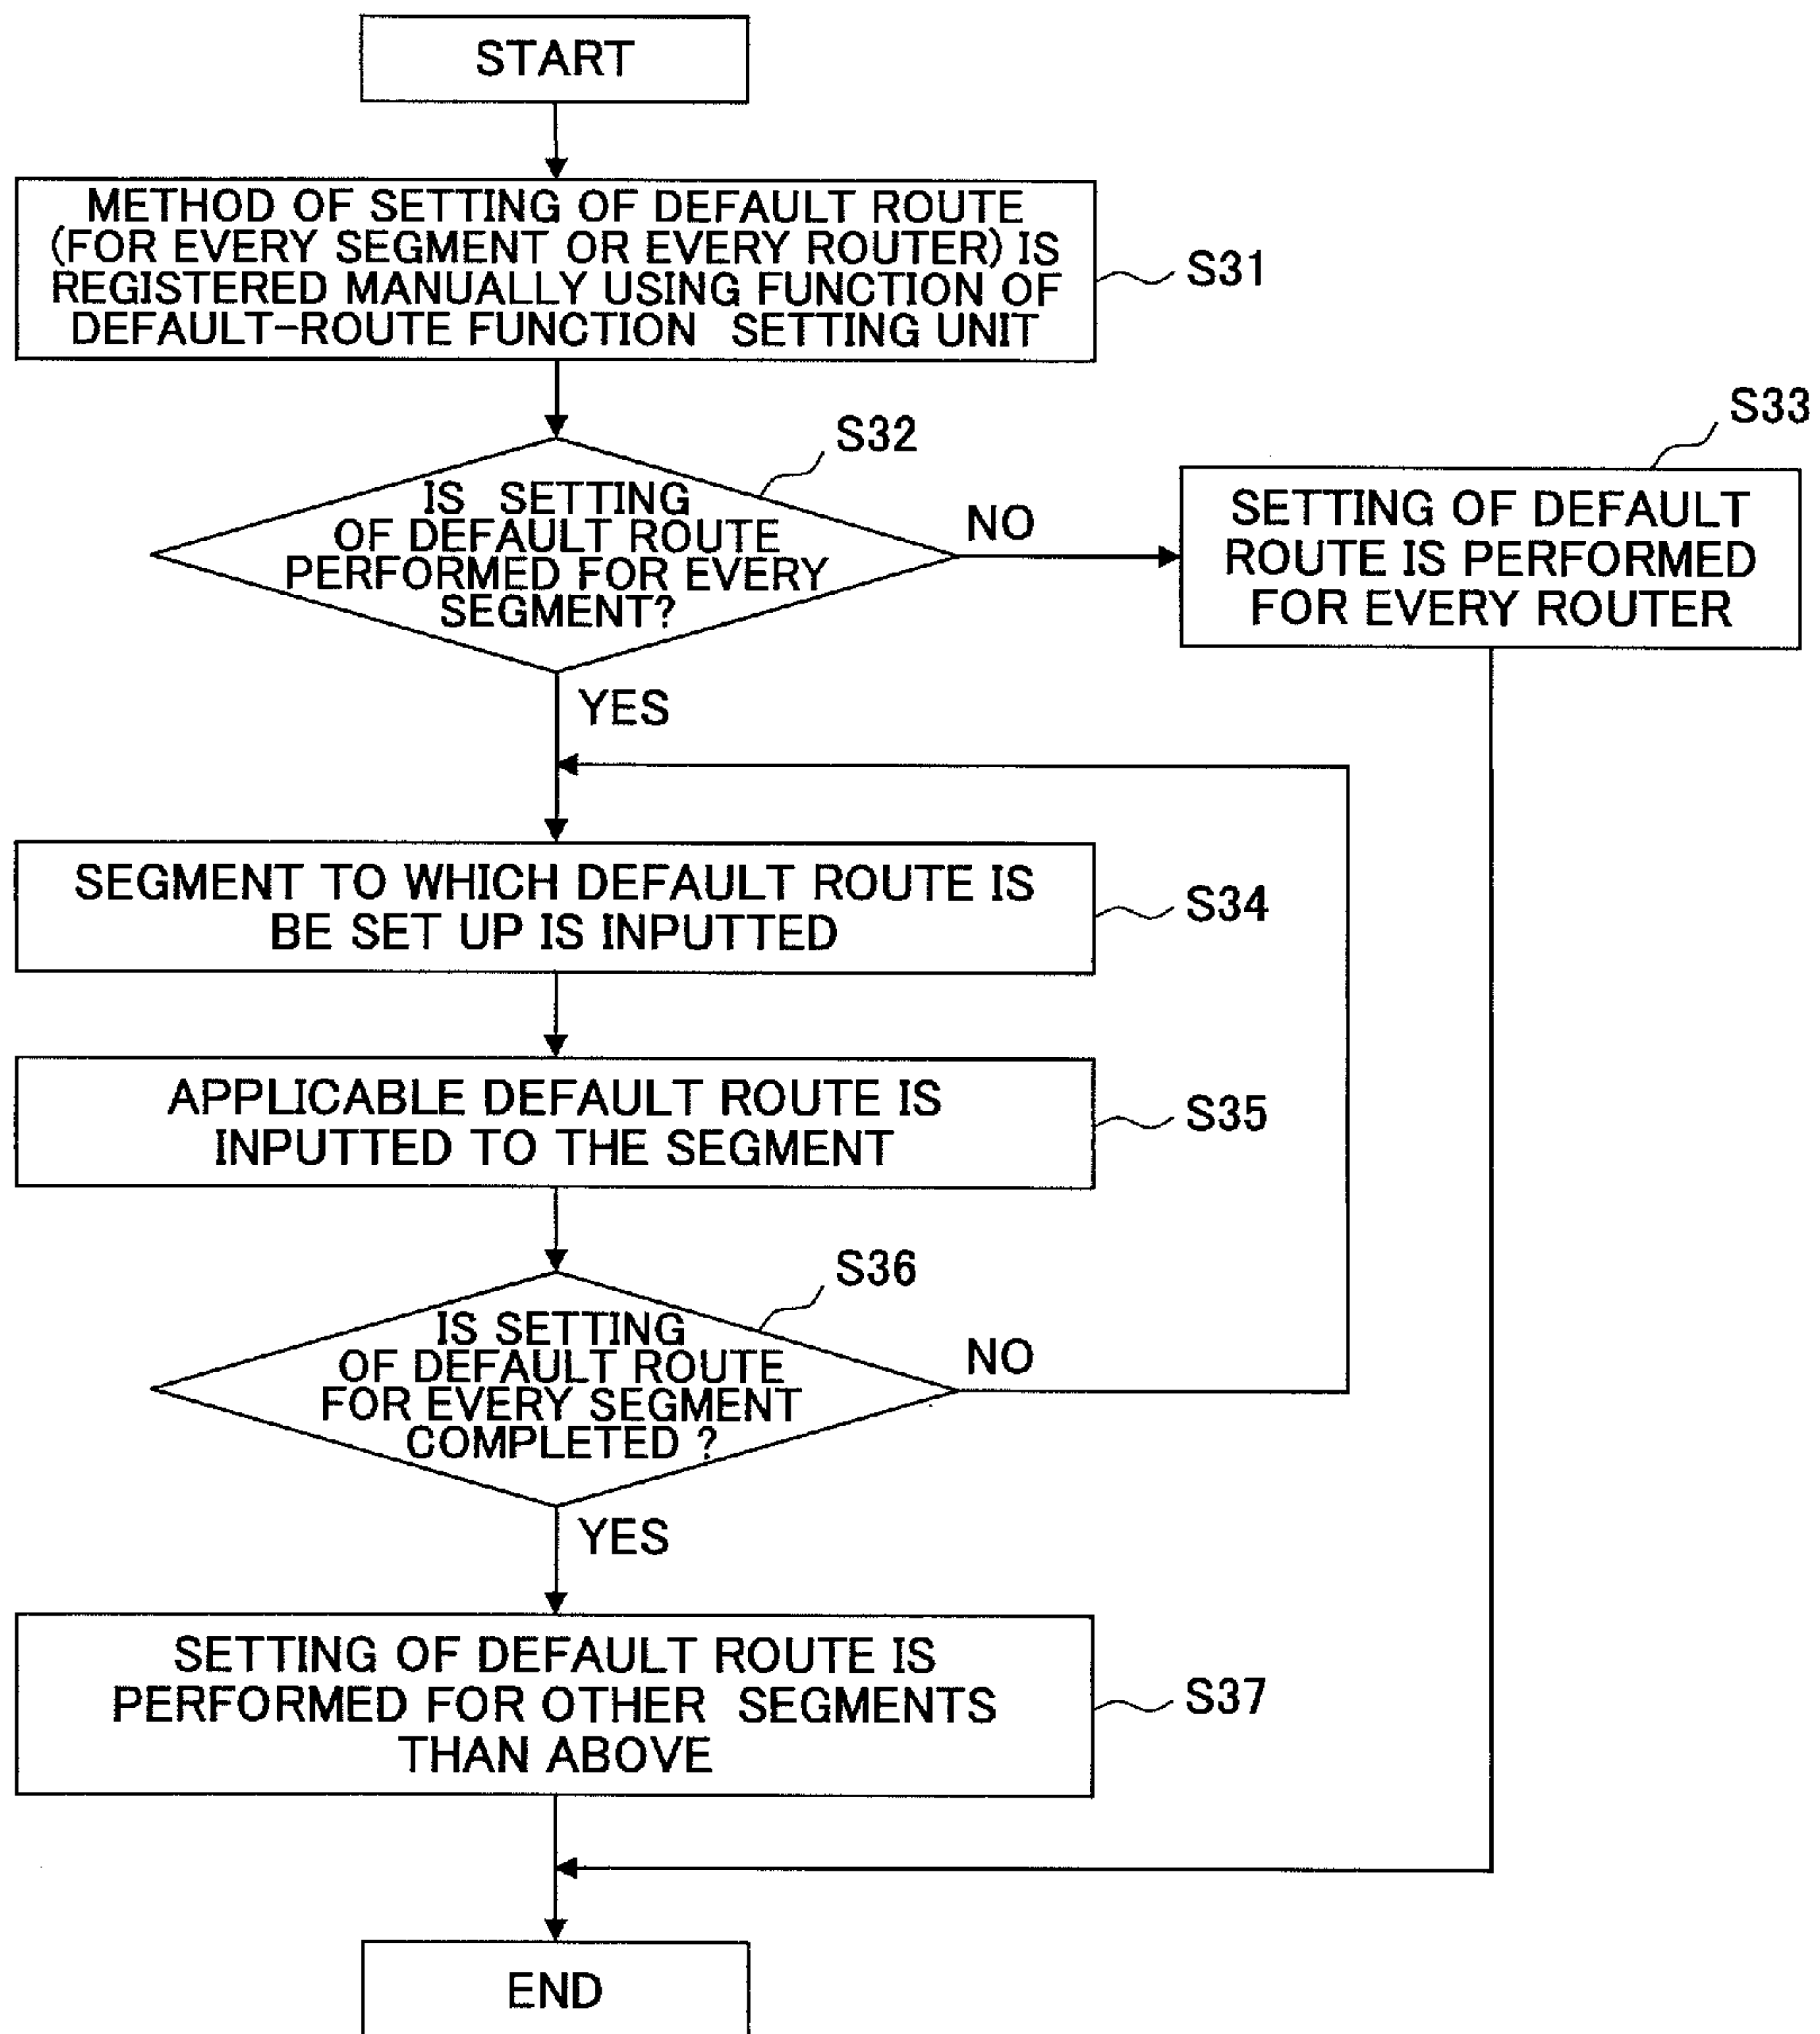 START
METHOD OF SETTING OF DEFAULT ROUTE
(FOR EVERY SEGMENT OR EVERY ROUTER) IS
REGISTERED MANUALLY USING FUNCTION OF
DEFAULT-ROUTE FUNCTION SETTING UNIT
S31
S32
IS SETTING
OF DEFAULT ROUTE
PERFORMED FOR EVERY
SEGMENT?
NO
S33
SETTING OF DEFAULT
ROUTE IS PERFORMED
FOR EVERY ROUTER
YES
SEGMENT TO WHICH DEFAULT ROUTE IS
BE SET UP IS INPUTTED
S34
APPLICABLE DEFAULT ROUTE IS
INPUTTED TO THE SEGMENT
S35
S36
IS SETTING
OF DEFAULT ROUTE
FOR EVERY SEGMENT
COMPLETED ?
NO
YES
SETTING OF DEFAULT ROUTE IS
PERFORMED FOR OTHER SEGMENTS
THAN ABOVE
S37
END